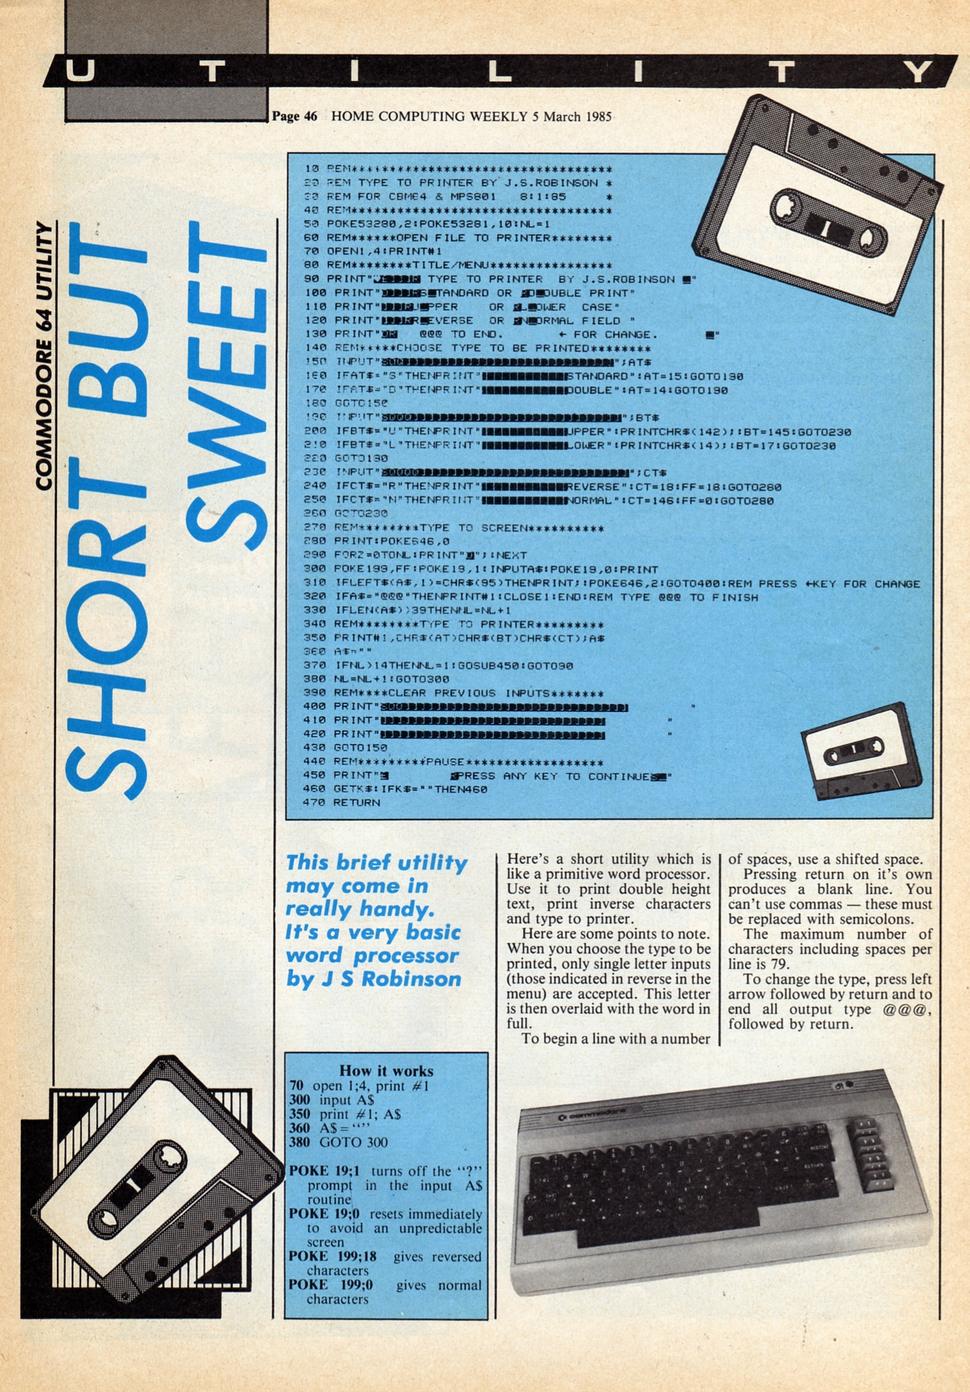 UTILITY
Page 46 HOME COMPUTING WEEKLY 5 March 1985
COMMODORE 64 UTILITY
SHORT BUT
SWEET
10 REM*******************************
20 REM TYPE TO PRINTER BY J.S.ROBINSON *
30 REM FOR CBM64 & MPS801 8:1:85 *
40 REM*******************************
50 POKE53280,2:POKE53281,10:NL=1
60 REM******OPEN FILE TO PRINTER********
70 OPEN1,4:PRINT#1
80 REM********TITLE/MENU****************
90 PRINT" TYPE TO PRINTER BY J.S.ROBINSON "
100 PRINT"STANDARD OR DOUBLE PRINT"
110 PRINT"UPPER OR LOWER CASE"
120 PRINT"REVERSE OR NORMAL FIELD "
130 PRINT" @@@ TO END. ← FOR CHANGE. "
140 REM******CHOOSE TYPE TO BE PRINTED********
150 INPUT"";AT$
160 IFAT$="S"THENPRINT"STANDARD":AT=15:GOTO190
170 IFAT$="D"THENPRINT"DOUBLE":AT=14:GOTO190
180 GOTO150
190 INPUT"";BT$
200 IFBT$="U"THENPRINT"UPPER":PRINTCHR$(142);:BT=145:GOTO230
210 IFBT$="L"THENPRINT"LOWER":PRINTCHR$(14);:BT=17:GOTO230
220 GOTO190
230 INPUT"";CT$
240 IFCT$="R"THENPRINT"REVERSE":CT=18:FF=18:GOTO280
250 IFCT$="N"THENPRINT"NORMAL":CT=146:FF=0:GOTO280
260 GOTO230
270 REM********TYPE TO SCREEN**********
280 PRINT:POKE646,0
290 FORZ=0TONL:PRINT"";:NEXT
300 POKE199,FF:POKE19,1:INPUTA$:POKE19,0:PRINT
310 IFLEFT$(A$,1)=CHR$(95)THENPRINT;:POKE646,2:GOTO400:REM PRESS ←KEY FOR CHANGE
320 IFA$="@@@"THENPRINT#1:CLOSE1:END:REM TYPE @@@ TO FINISH
330 IFLEN(A$)>39THENNL=NL+1
340 REM********TYPE TO PRINTER*********
350 PRINT#1,CHR$(AT)CHR$(BT)CHR$(CT);A$
360 A$=""
370 IFNL>14THENNL=1:GOSUB450:GOTO90
380 NL=NL+1:GOTO300
390 REM****CLEAR PREVIOUS INPUTS*******
400 PRINT" "
410 PRINT" "
420 PRINT" "
430 GOTO150
440 REM*********PAUSE******************
450 PRINT" PRESS ANY KEY TO CONTINUE"
460 GETK$:IFK$=""THEN460
470 RETURN
This brief utility
may come in
really handy.
It's a very basic
word processor
by J S Robinson
Here's a short utility which is
like a primitive word processor.
Use it to print double height
text, print inverse characters
and type to printer.
Here are some points to note.
When you choose the type to be
printed, only single letter inputs
(those indicated in reverse in the
menu) are accepted. This letter
is then overlaid with the word in
full.
To begin a line with a number
of spaces, use a shifted space.
Pressing return on it's own
produces a blank line. You
can't use commas — these must
be replaced with semicolons.
The maximum number of
characters including spaces per
line is 79.
To change the type, press left
arrow followed by return and to
end all output type @@@,
followed by return.
How it works
70 open 1;4, print #1
300 input A$
350 print #1; A$
360 A$=“”
380 GOTO 300
POKE 19;1 turns off the “?”
prompt in the input A$
routine
POKE 19;0 resets immediately
to avoid an unpredictable
screen
POKE 199;18 gives reversed
characters
POKE 199;0 gives normal
characters
commodore